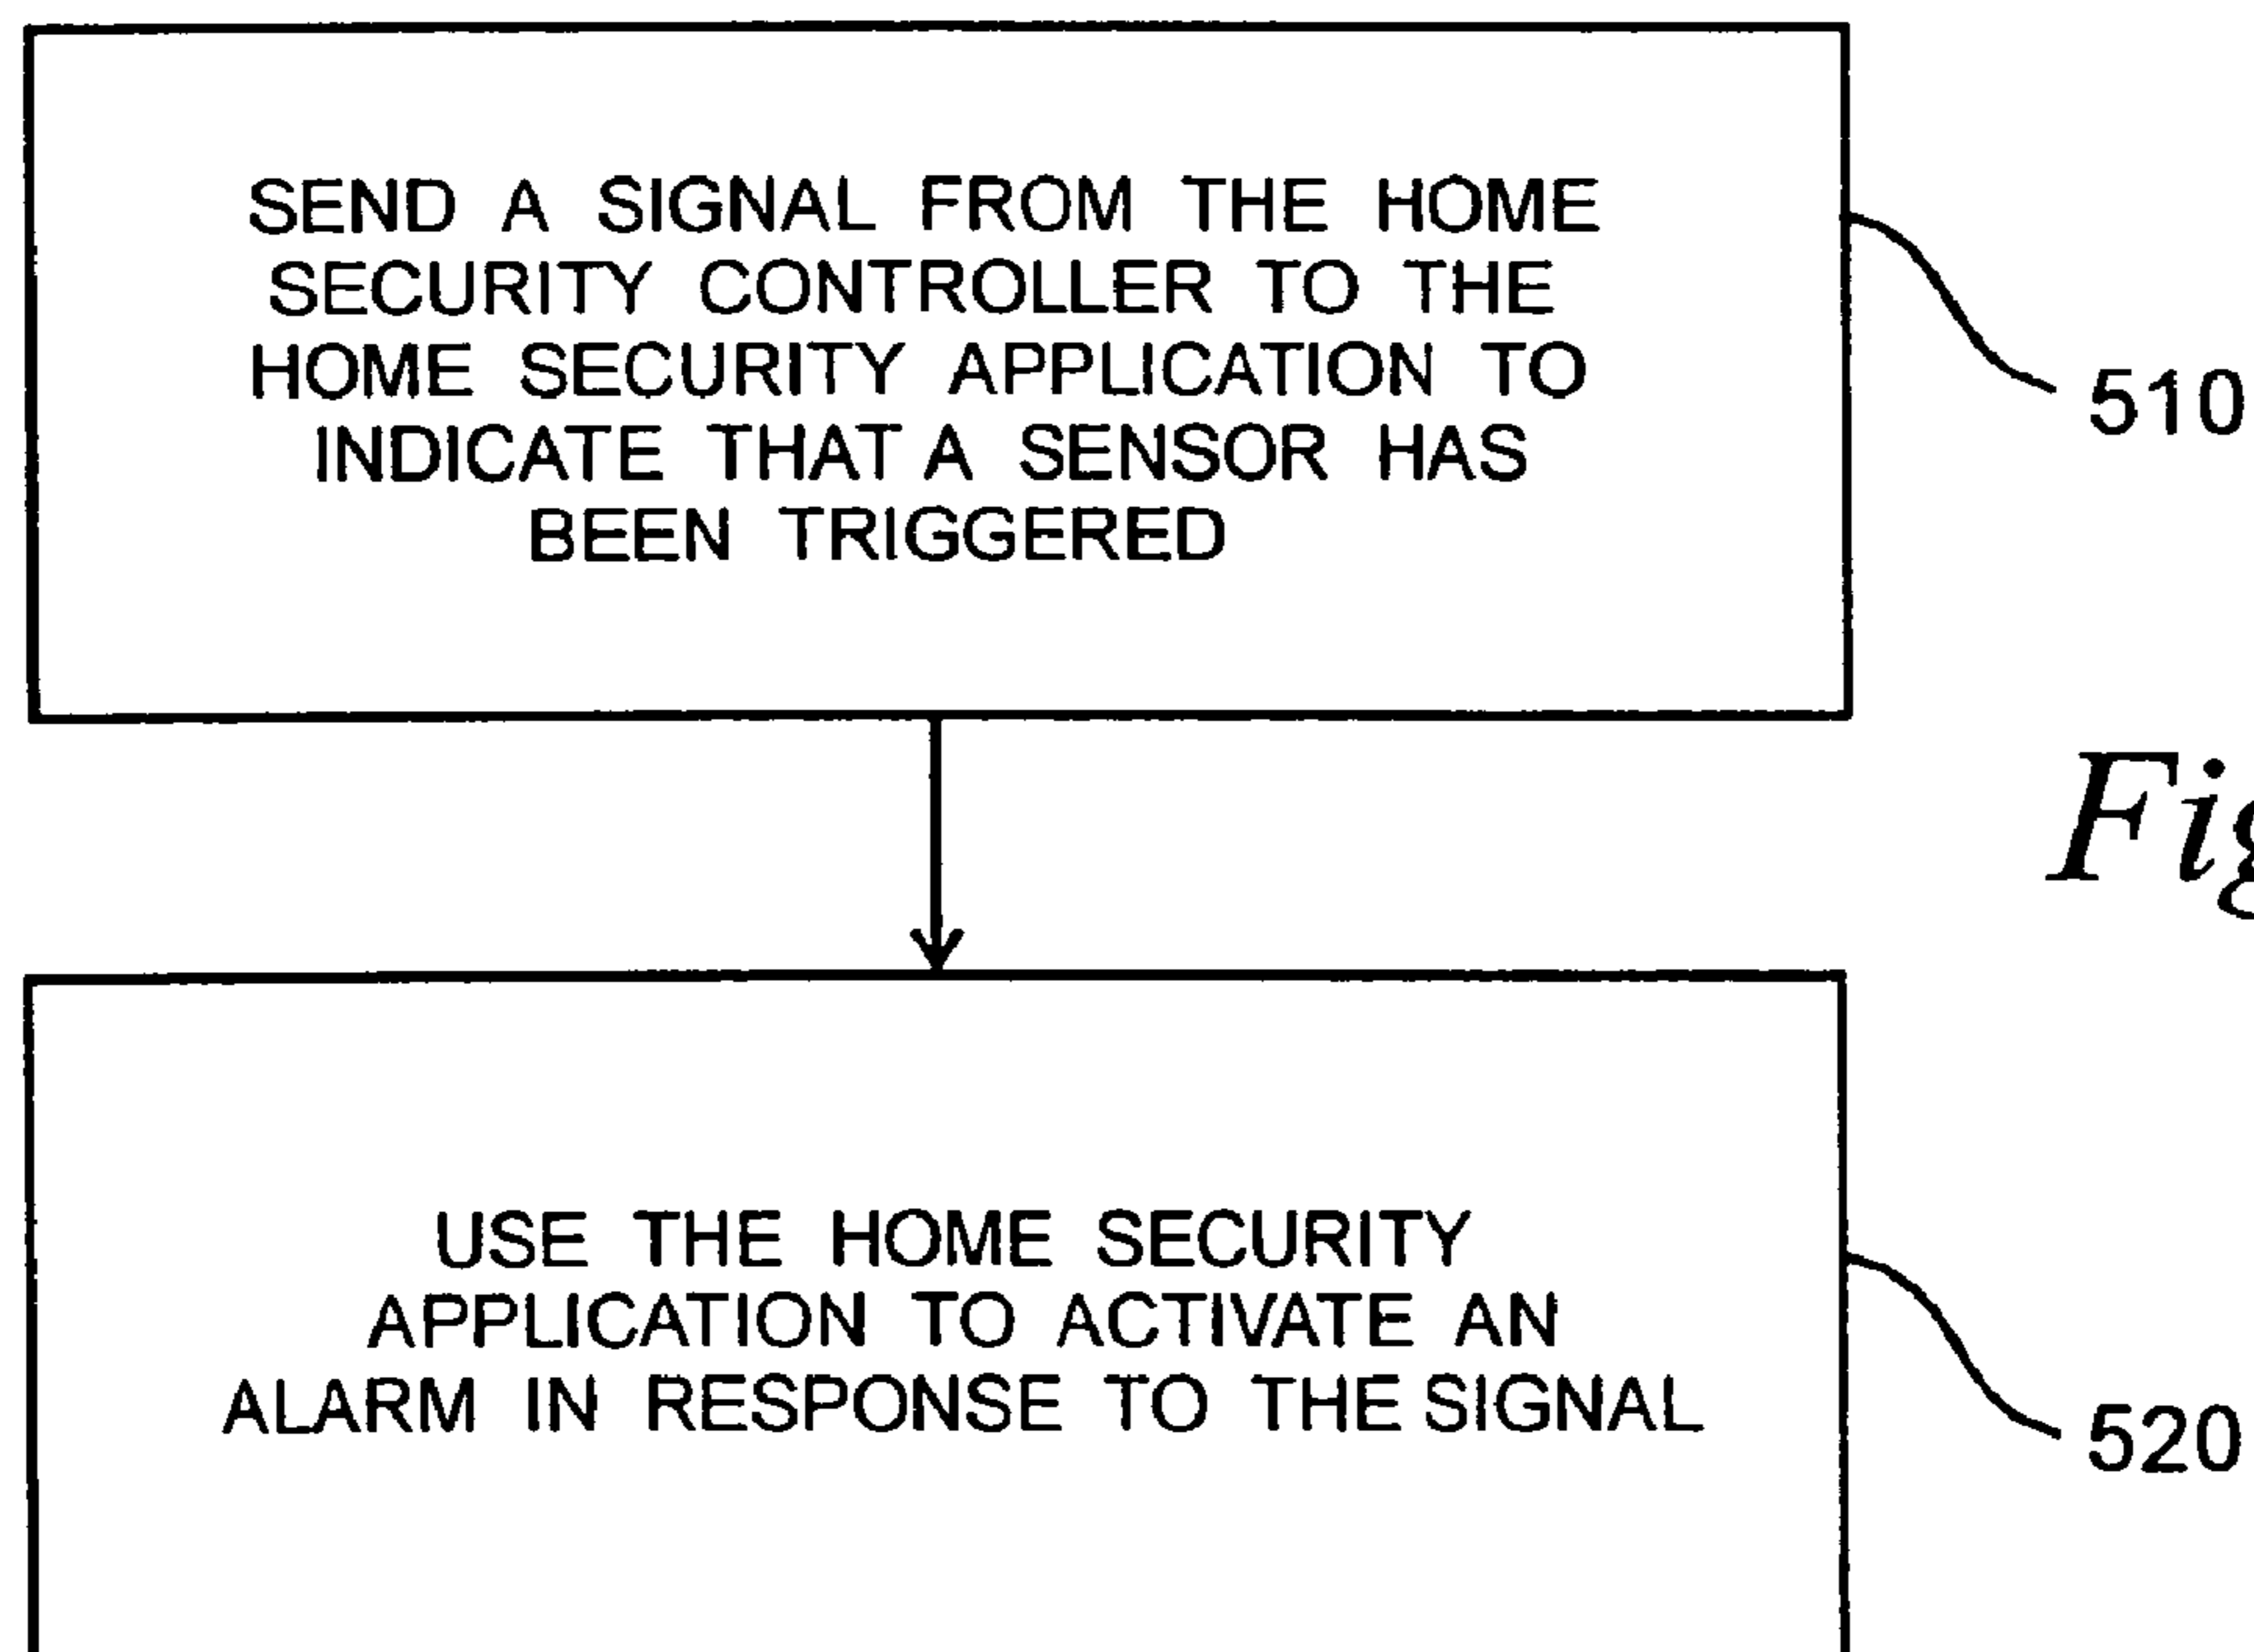 SEND A SIGNAL FROM THE HOME
SECURITY CONTROLLER TO THE
HOME SECURITY APPLICATION TO
INDICATE THAT A SENSOR HAS
BEEN TRIGGERED
510
USE THE HOME SECURITY
APPLICATION TO ACTIVATE AN
ALARM IN RESPONSE TO THE SIGNAL
520